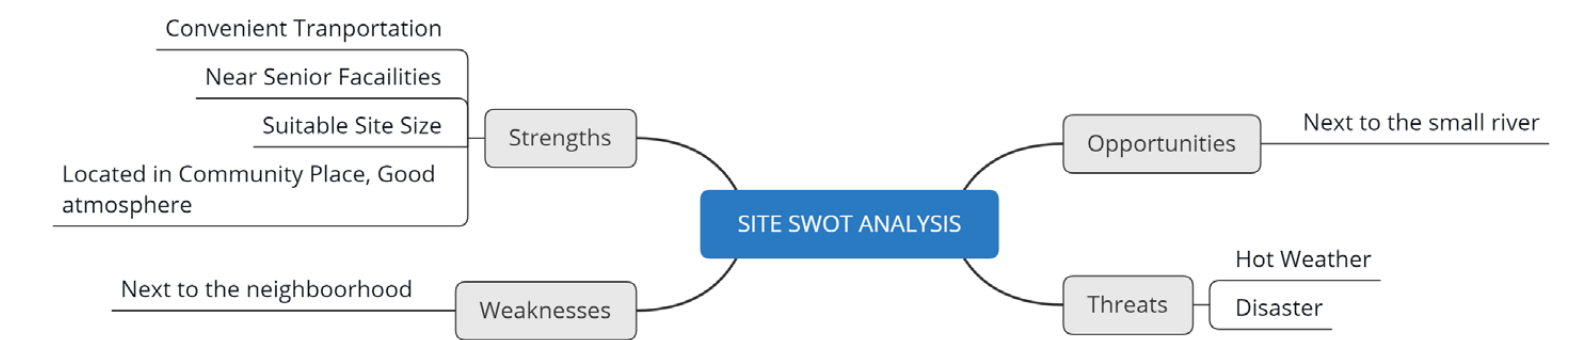 Convenient Tranportation
Near Senior Facailities
Suitable Site Size
Located in Community Place, Good
atmosphere
Strengths
Next to the neighboorhood
Weaknesses
SITE SWOT ANALYSIS
Opportunities
Next to the small river
Threats
Hot Weather
Disaster